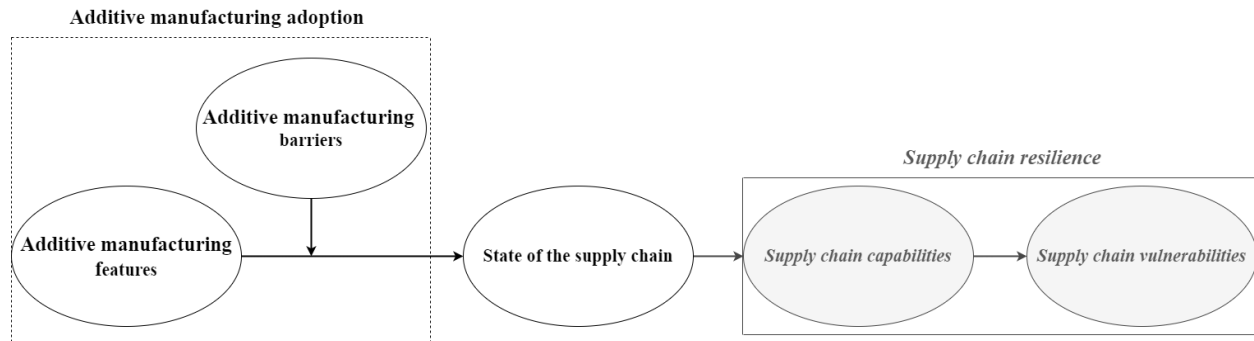 Additive manufacturing adoption
Additive manufacturing
barriers
Supply chain resilience
Additive manufacturing
features
State of the supply chain
Supply chain capabilities
Supply chain vulnerabilities